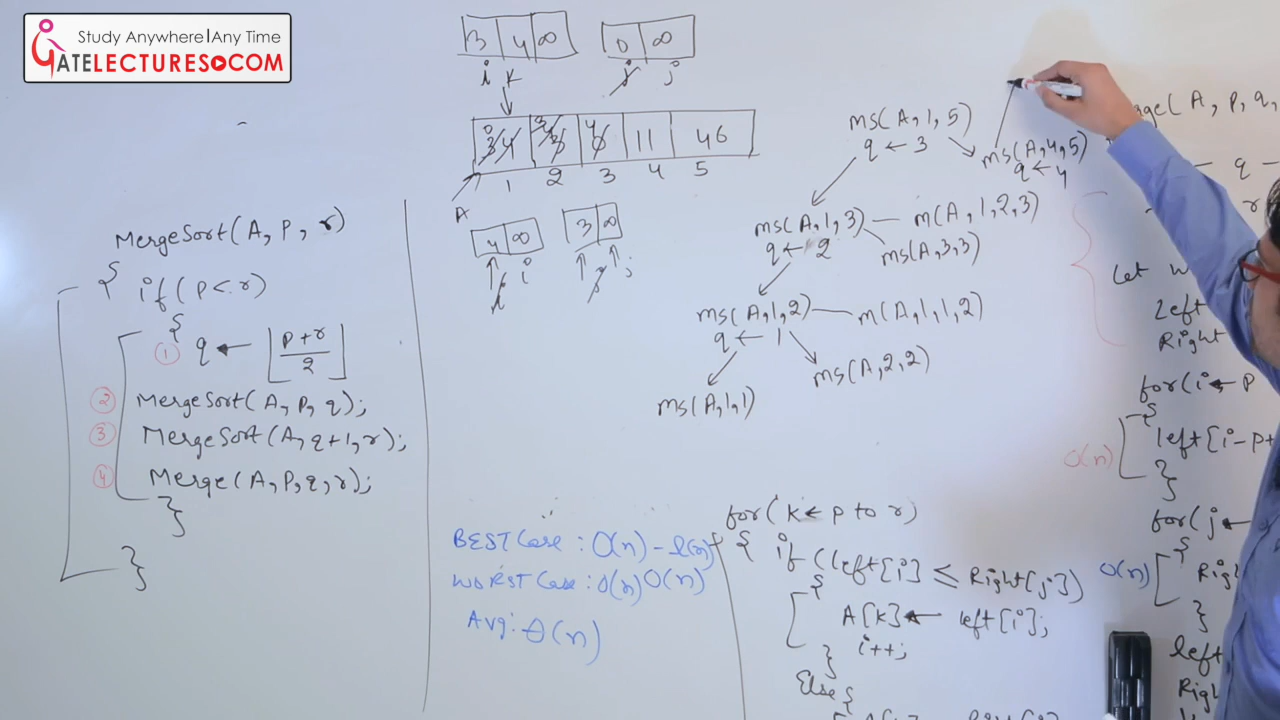 Study Anywhere|Any Time
GATELECTURES.COM
3 4 ∞
i k
0 ∞
j j
11 46
1 2 3 4 5
A
4 ∞
i i
3 ∞
j j
MergeSort(A, P, r)
{
if(P < r)
{
① q ← ⌊(P+r)/2⌋
② MergeSort(A, P, q);
③ MergeSort(A, q+1, r);
④ Merge(A, P, q, r);
}
}
ms(A,1,5)
q ← 3
ms(A,4,5)
q ← 4
ms(A,1,3) — m(A,1,2,3)
q ← 2
ms(A,3,3)
ms(A,1,2) — m(A,1,1,2)
q ← 1
ms(A,2,2)
ms(A,1,1)
BEST Case : O(n)
WORST Case : O(n) O(n)
Avg: Θ(n)
for(k ← P to r)
{ if(left[i] ≤ Right[j])
{
A[k] ← left[i];
i++;
}
Else {
(A, P, q,
q
r
Let
Left
Right
for(i ← P
{
O(n) left[i-P+
}
for(j ←
{
O(n)
}
left